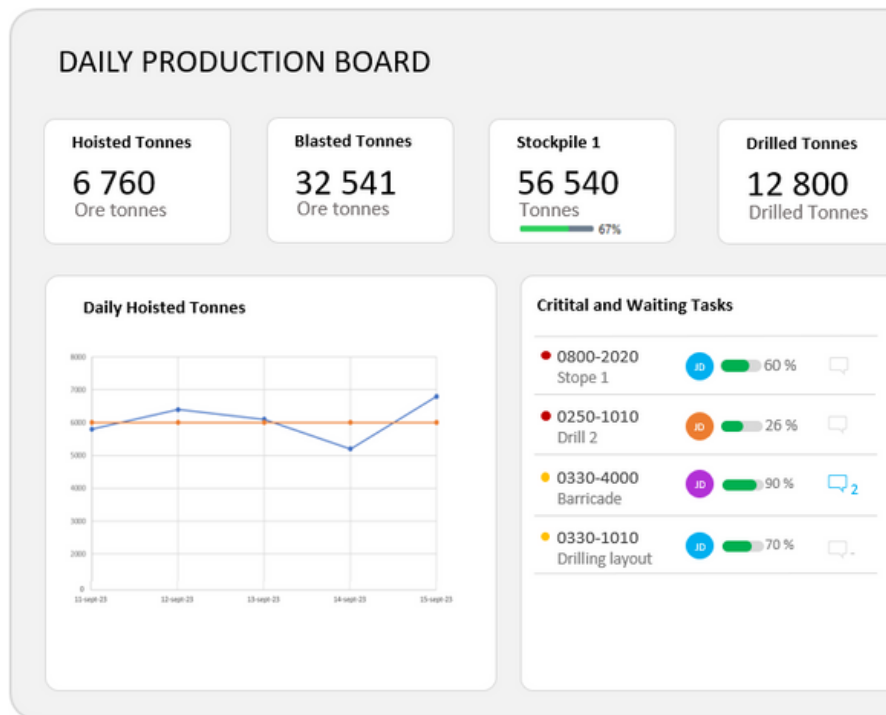 DAILY PRODUCTION BOARD
Hoisted Tonnes
6 760
Ore tonnes
Blasted Tonnes
32 541
Ore tonnes
Stockpile 1
56 540
Tonnes
67%
Drilled Tonnes
12 800
Drilled Tonnes
Daily Hoisted Tonnes
8000
7000
6000
5000
4000
3000
2000
0
11-sept-23
12-sept-23
13-sept-23
14-sept-23
15-sept-23
Critital and Waiting Tasks
0800-2020
Stope 1
JD
60 %
0250-1010
Drill 2
JD
26 %
0330-4000
Barricade
JD
90 %
2
0330-1010
Drilling layout
JD
70 %
-